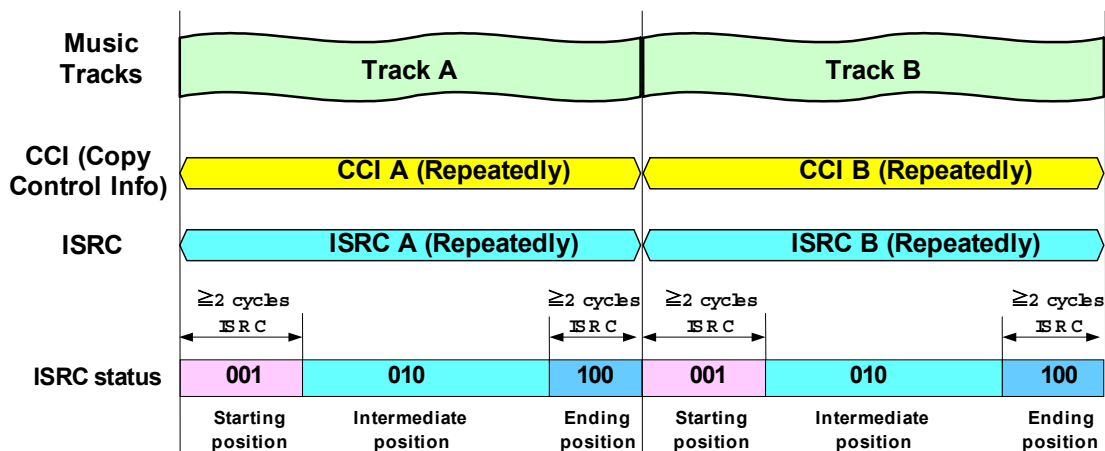 Music
Tracks
Track A
Track B
CCI (Copy
Control Info)
CCI A (Repeatedly)
CCI B (Repeatedly)
ISRC
ISRC A (Repeatedly)
ISRC B (Repeatedly)
≧2 cycles
ISRC
≧2 cycles
ISRC
≧2 cycles
ISRC
≧2 cycles
ISRC
ISRC status
001
010
100
001
010
100
Starting
position
Intermediate
position
Ending
position
Starting
position
Intermediate
position
Ending
position